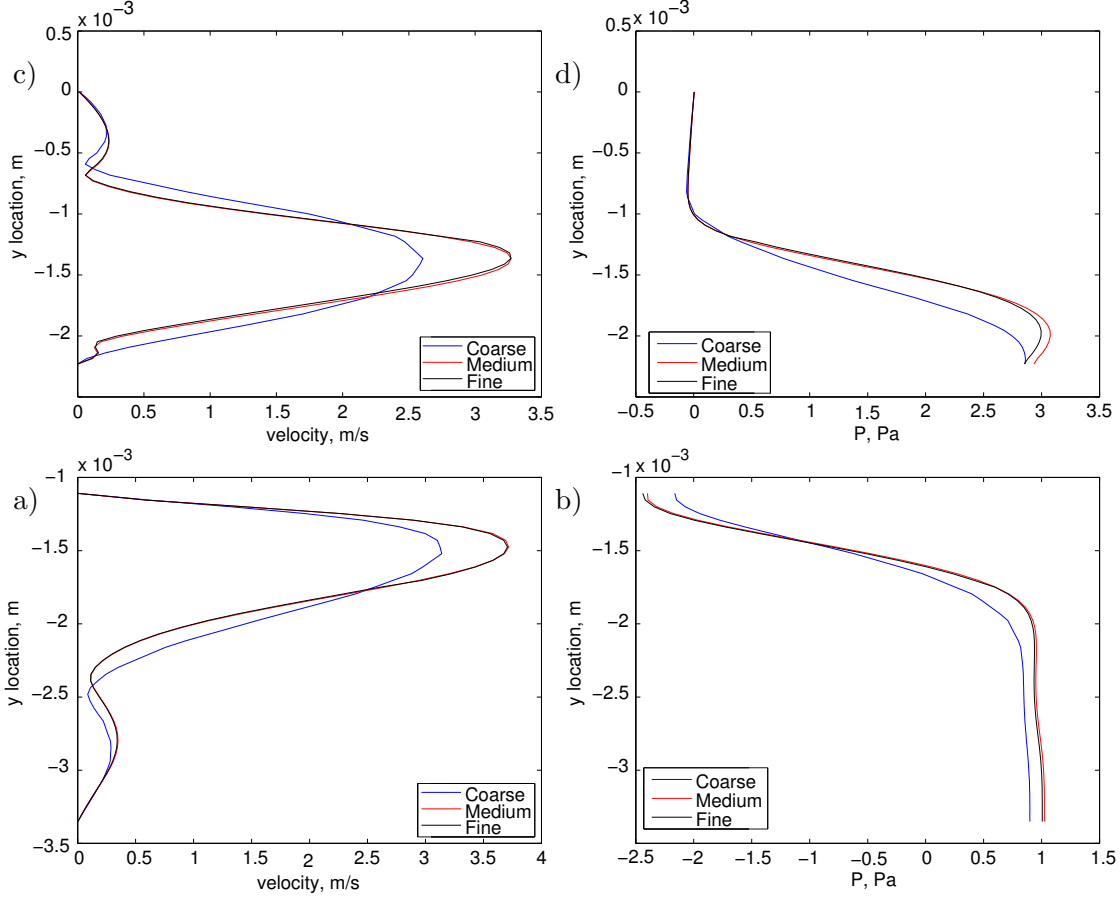 x 10⁻³
0.5
0
−0.5
−1
−1.5
−2
0 0.5 1 1.5 2 2.5 3 3.5
velocity, m/s
y location, m
c)
Coarse
Medium
Fine
x 10⁻³
0.5
0
−0.5
−1
−1.5
−2
−0.5 0 0.5 1 1.5 2 2.5 3 3.5
P, Pa
y location, m
d)
Coarse
Medium
Fine
x 10⁻³
−1
−1.5
−2
−2.5
−3
−3.5
0 0.5 1 1.5 2 2.5 3 3.5 4
velocity, m/s
y location, m
a)
Coarse
Medium
Fine
x 10⁻³
−1
−1.5
−2
−2.5
−3
−2.5 −2 −1.5 −1 −0.5 0 0.5 1 1.5
P, Pa
y location, m
b)
Coarse
Medium
Fine